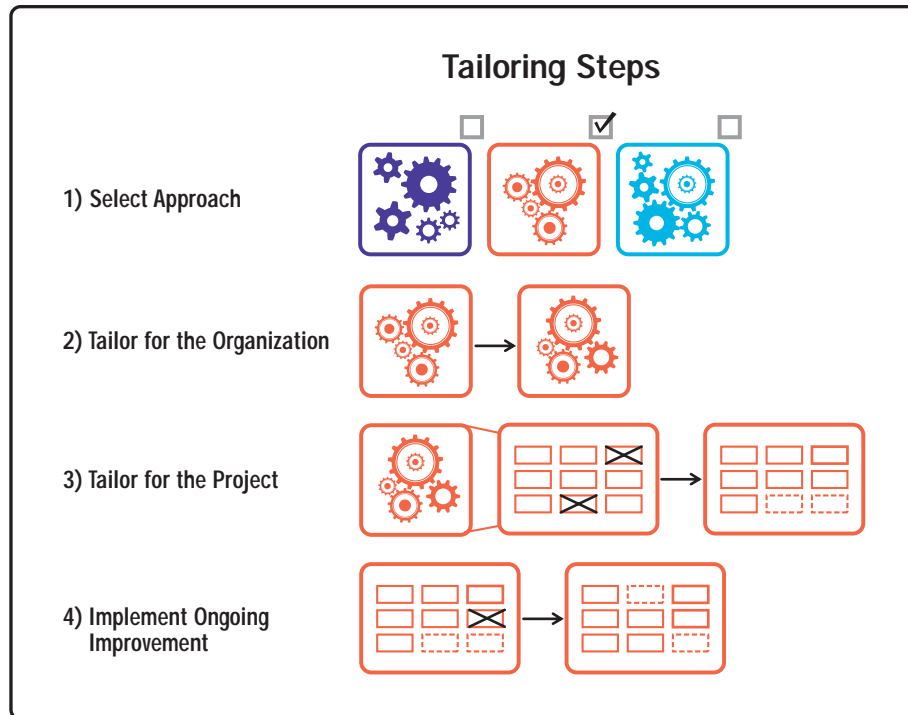 Tailoring Steps
1) Select Approach
2) Tailor for the Organization
3) Tailor for the Project
4) Implement Ongoing
Improvement